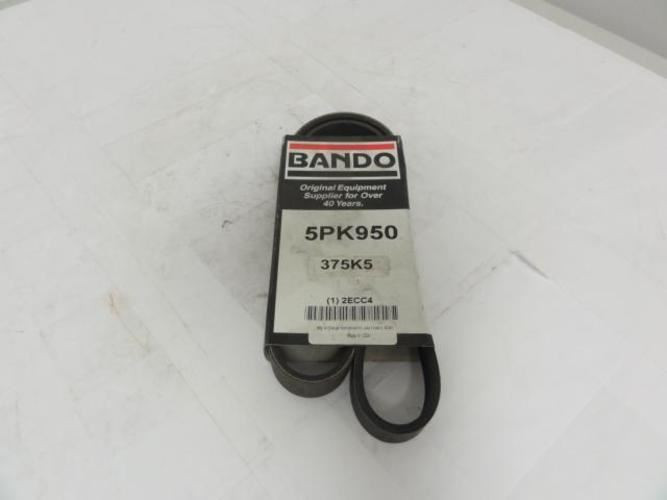 BANDO
Original Equipment
Supplier for Over
40 Years.
5PK950
375K5
(1) 2ECC4